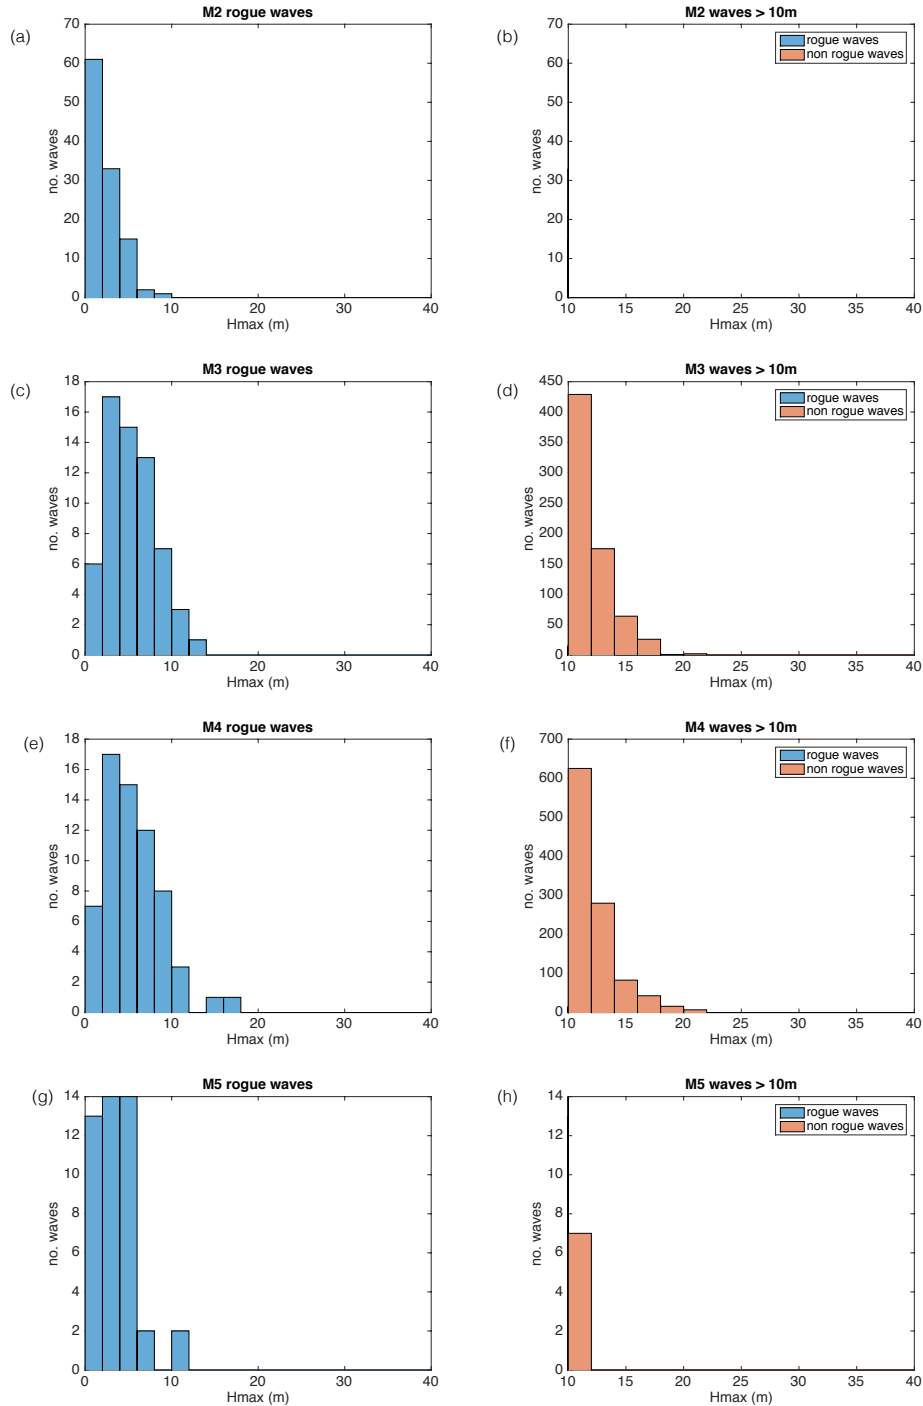 M2 rogue waves
(a)
70
60
50
40
30
20
10
0
no. waves
0 10 20 30 40
Hmax (m)
M2 waves > 10m
(b)
rogue waves
non rogue waves
70
60
50
40
30
20
10
0
no. waves
10 15 20 25 30 35 40
Hmax (m)
M3 rogue waves
(c)
18
16
14
12
10
8
6
4
2
0
no. waves
0 10 20 30 40
Hmax (m)
M3 waves > 10m
(d)
rogue waves
non rogue waves
450
400
350
300
250
200
150
100
50
0
no. waves
10 15 20 25 30 35 40
Hmax (m)
M4 rogue waves
(e)
18
16
14
12
10
8
6
4
2
0
no. waves
0 10 20 30 40
Hmax (m)
M4 waves > 10m
(f)
rogue waves
non rogue waves
700
600
500
400
300
200
100
0
no. waves
10 15 20 25 30 35 40
Hmax (m)
M5 rogue waves
(g)
14
12
10
8
6
4
2
0
no. waves
0 10 20 30 40
Hmax (m)
M5 waves > 10m
(h)
rogue waves
non rogue waves
14
12
10
8
6
4
2
0
no. waves
10 15 20 25 30 35 40
Hmax (m)